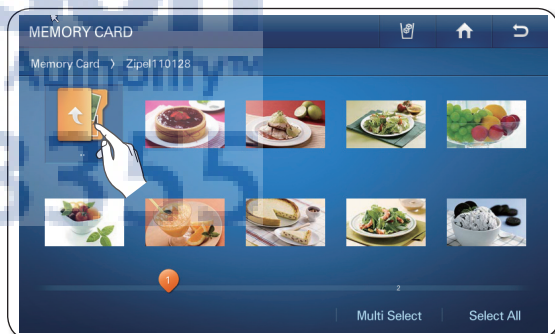 MEMORY CARD
Memory Card > Zipel110128
..
1
2
Multi Select
Select All